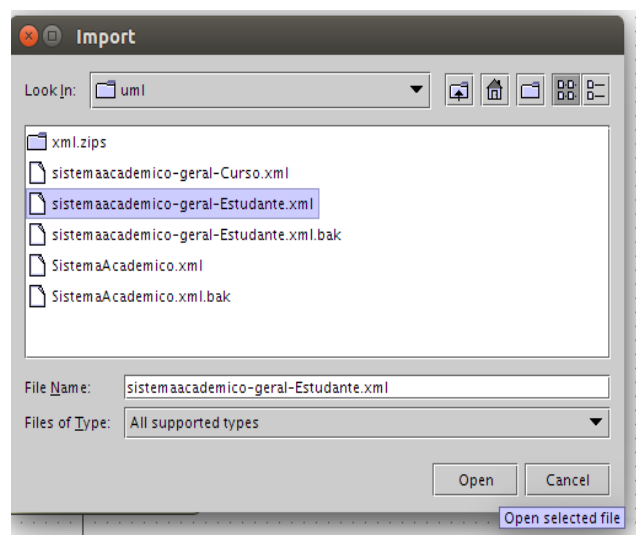 Import
Look In: uml
xml.zips
sistemaacademico-geral-Curso.xml
sistemaacademico-geral-Estudante.xml
sistemaacademico-geral-Estudante.xml.bak
SistemaAcademico.xml
SistemaAcademico.xml.bak
File Name: sistemaacademico-geral-Estudante.xml
Files of Type: All supported types
Open Cancel
Open selected file